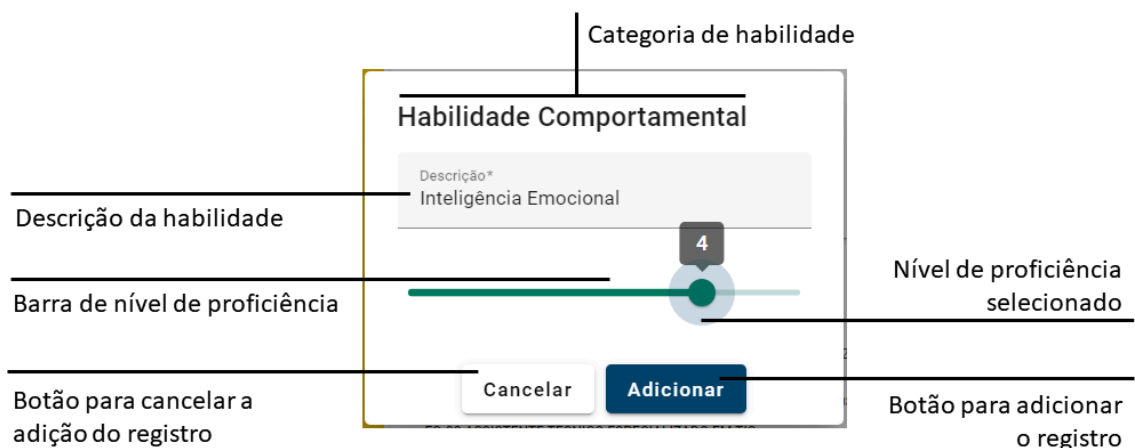 Categoria de habilidade
Habilidade Comportamental
Descrição*
Inteligência Emocional
Descrição da habilidade
4
Nível de proficiência
selecionado
Barra de nível de proficiência
Cancelar
Adicionar
Botão para cancelar a
adição do registro
Botão para adicionar
o registro